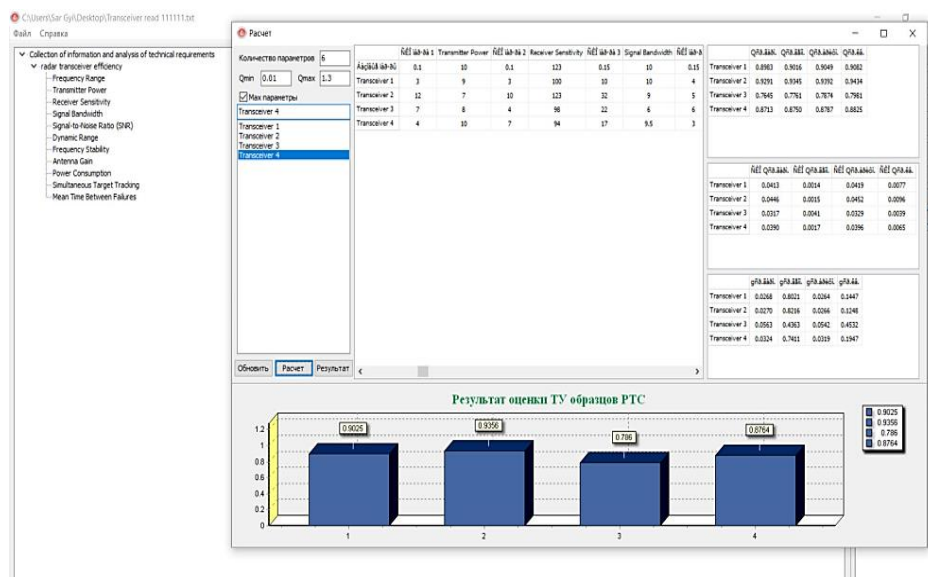 C:\Users\Sar Gyi\Desktop\Transceiver read 111111.txt
Файл Справка
Collection of information and analysis of technical requirements
radar transceiver efficiency
Frequency Range
Transmitter Power
Receiver Sensitivity
Signal Bandwidth
Signal-to-Noise Ratio (SNR)
Dynamic Range
Frequency Stability
Antenna Gain
Power Consumption
Simultaneous Target Tracking
Mean Time Between Failures
Расчет
Количество параметров 6
Qmin 0.01 Qmax 1.3
Max параметры
Transceiver 4
Transceiver 1
Transceiver 2
Transceiver 3
Transceiver 4
Обновить Расчет Результат
Transmitter Power Receiver Sensitivity Signal Bandwidth
0.1 10 0.1 123 0.15 10 0.15
Transceiver 1 3 9 3 100 10 10 4
Transceiver 2 12 7 10 123 32 9 5
Transceiver 3 7 8 4 98 22 6 6
Transceiver 4 4 10 7 94 17 9.5 3
Transceiver 1 0.8983 0.9016 0.9049 0.9082
Transceiver 2 0.9291 0.9345 0.9392 0.9434
Transceiver 3 0.7645 0.7761 0.7874 0.7981
Transceiver 4 0.8713 0.8750 0.8787 0.8825
Transceiver 1 0.0413 0.0014 0.0419 0.0077
Transceiver 2 0.0446 0.0015 0.0452 0.0096
Transceiver 3 0.0317 0.0041 0.0329 0.0039
Transceiver 4 0.0390 0.0017 0.0396 0.0065
Transceiver 1 0.0268 0.8021 0.0264 0.1447
Transceiver 2 0.0270 0.8216 0.0266 0.1248
Transceiver 3 0.0563 0.4363 0.0542 0.4532
Transceiver 4 0.0324 0.7411 0.0319 0.1947
Результат оценки ТУ образцов РТС
1.2
1
0.8
0.6
0.4
0.2
0
0.9025
0.9356
0.786
0.8764
1 2 3 4
0.9025
0.9356
0.786
0.8764